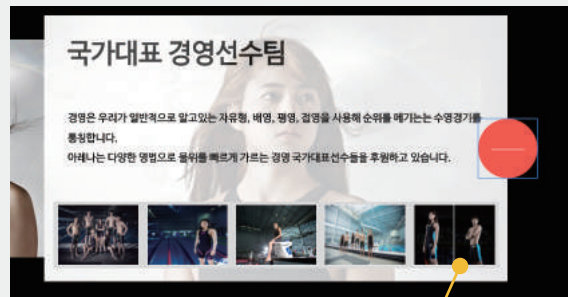 국가대표 경영선수팀
경영은 우리가 일반적으로 알고있는 자유형, 배영, 평영, 접영을 사용해 순위를 메기는는 수영경기를
통칭합니다.
아레나는 다양한 영법으로 물위를 빠르게 가르는 경영 국가대표선수들을 후원하고 있습니다.